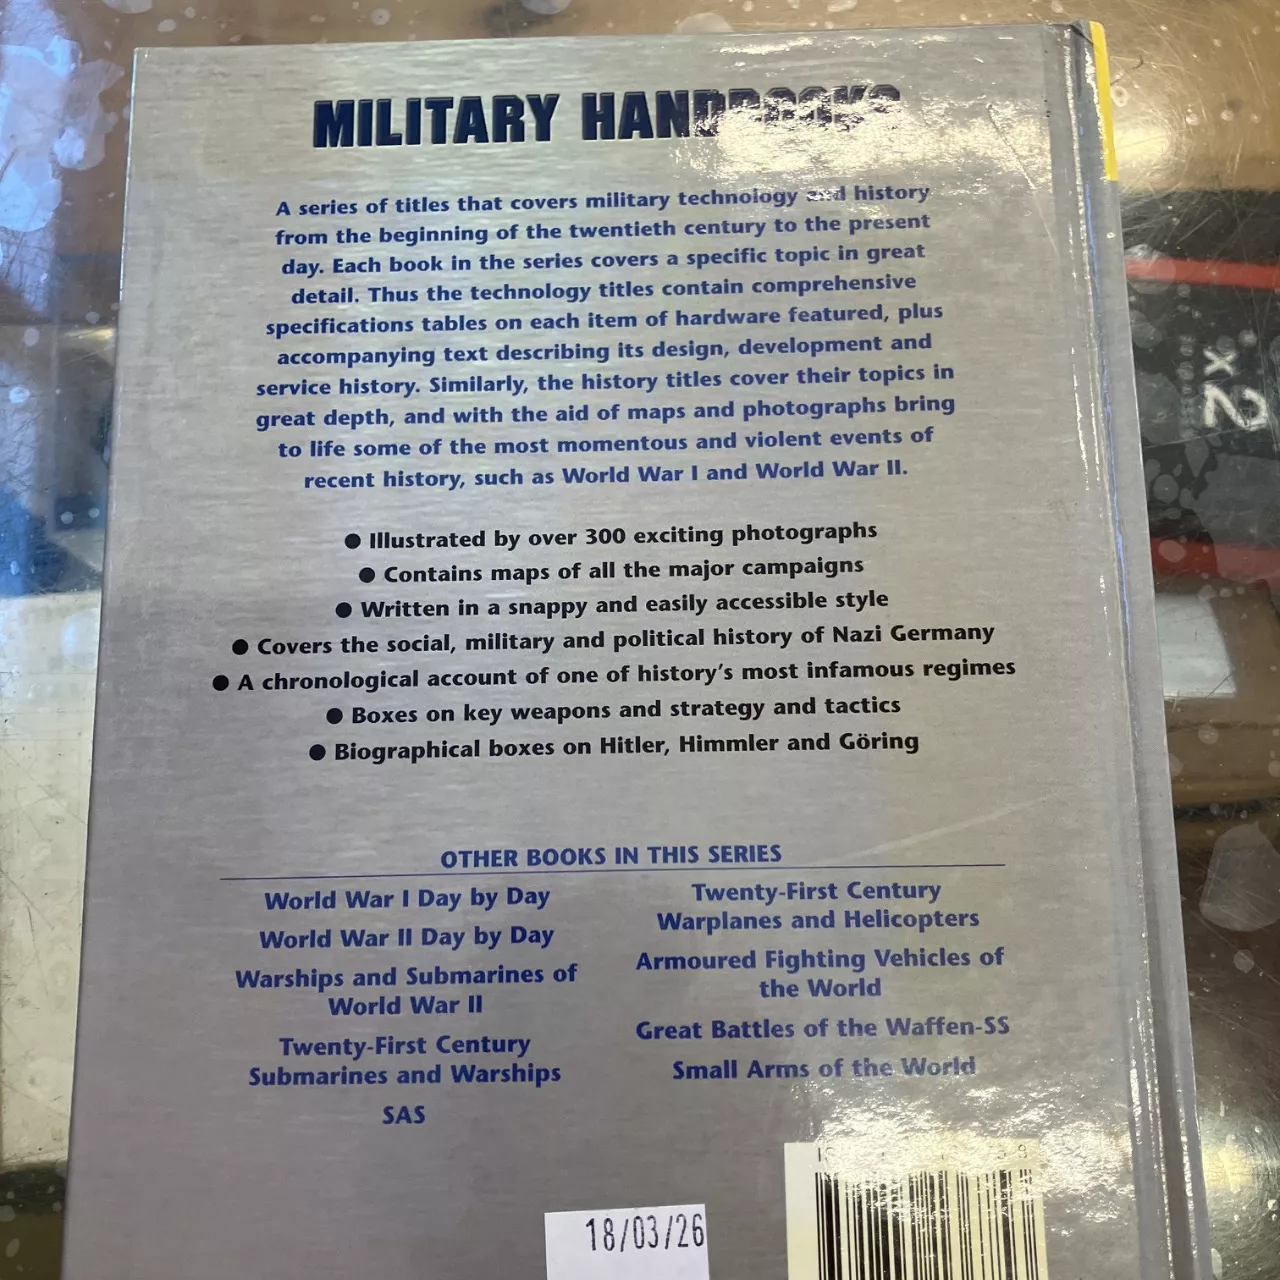 MILITARY HANDBOOKS
A series of titles that covers military technology and history
from the beginning of the twentieth century to the present
day. Each book in the series covers a specific topic in great
detail. Thus the technology titles contain comprehensive
specifications tables on each item of hardware featured, plus
accompanying text describing its design, development and
service history. Similarly, the history titles cover their topics in
great depth, and with the aid of maps and photographs bring
to life some of the most momentous and violent events of
recent history, such as World War I and World War II.
● Illustrated by over 300 exciting photographs
● Contains maps of all the major campaigns
● Written in a snappy and easily accessible style
● Covers the social, military and political history of Nazi Germany
● A chronological account of one of history's most infamous regimes
● Boxes on key weapons and strategy and tactics
● Biographical boxes on Hitler, Himmler and Göring
OTHER BOOKS IN THIS SERIES
World War I Day by Day
World War II Day by Day
Warships and Submarines of
World War II
Twenty-First Century
Submarines and Warships
SAS
Twenty-First Century
Warplanes and Helicopters
Armoured Fighting Vehicles of
the World
Great Battles of the Waffen-SS
Small Arms of the World
18/03/26
x2